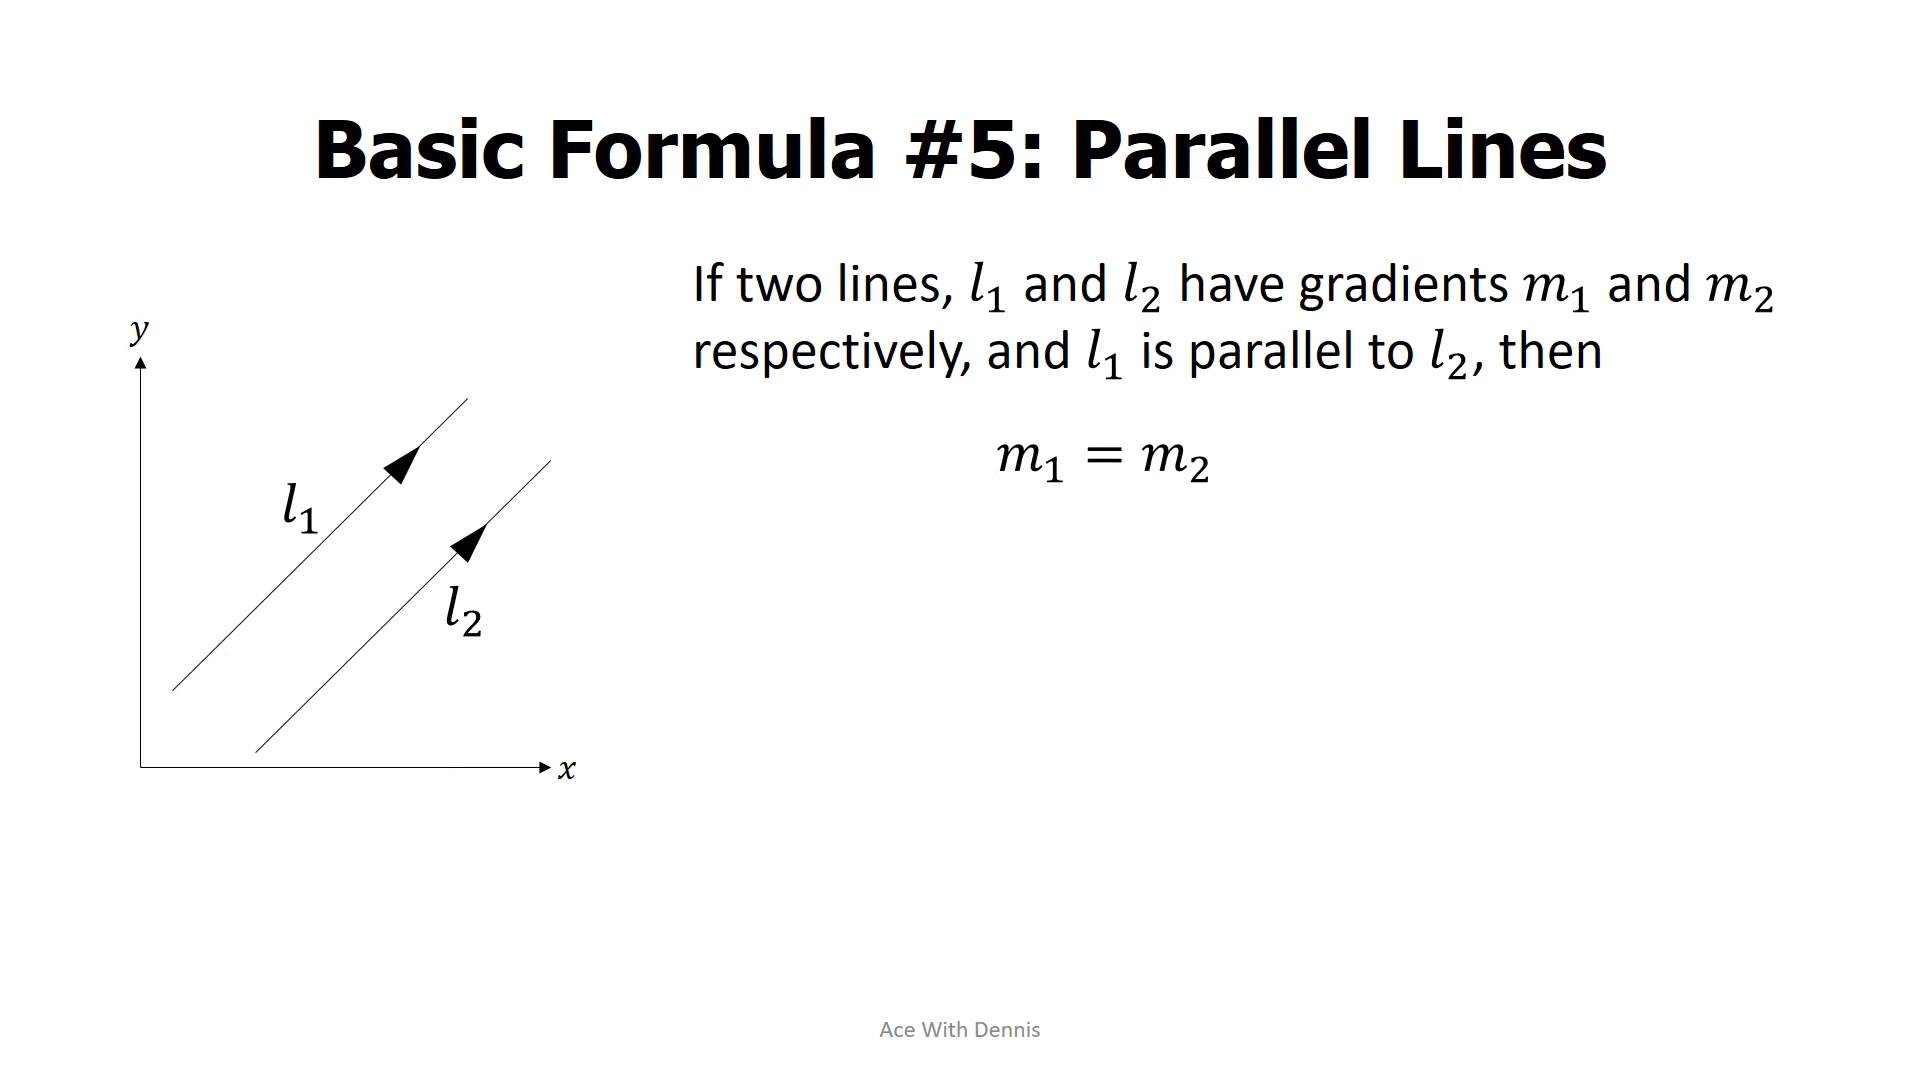 Basic Formula #5: Parallel Lines
If two lines, l₁ and l₂ have gradients m₁ and m₂
respectively, and l₁ is parallel to l₂, then
m₁ = m₂
y
l₁
l₂
x
Ace With Dennis